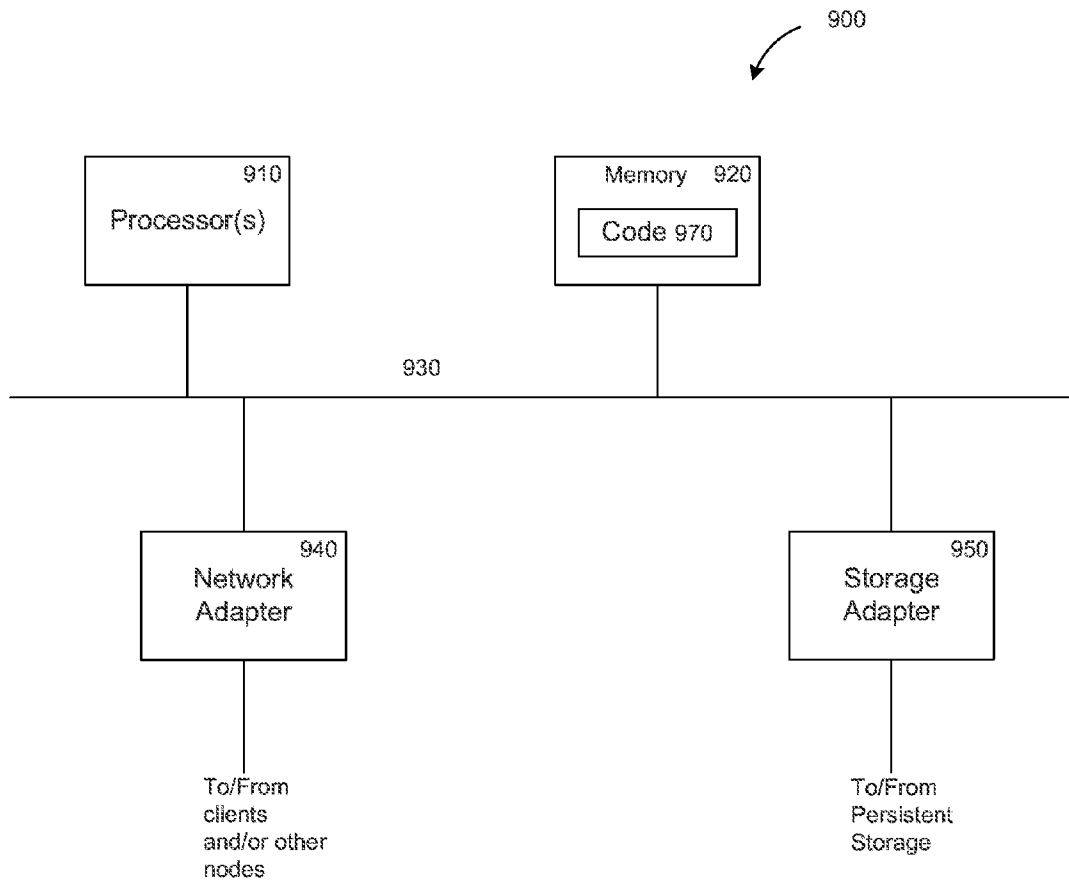 900
910
Processor(s)
Memory 920
Code 970
930
940
Network
Adapter
950
Storage
Adapter
To/From
clients
and/or other
nodes
To/From
Persistent
Storage